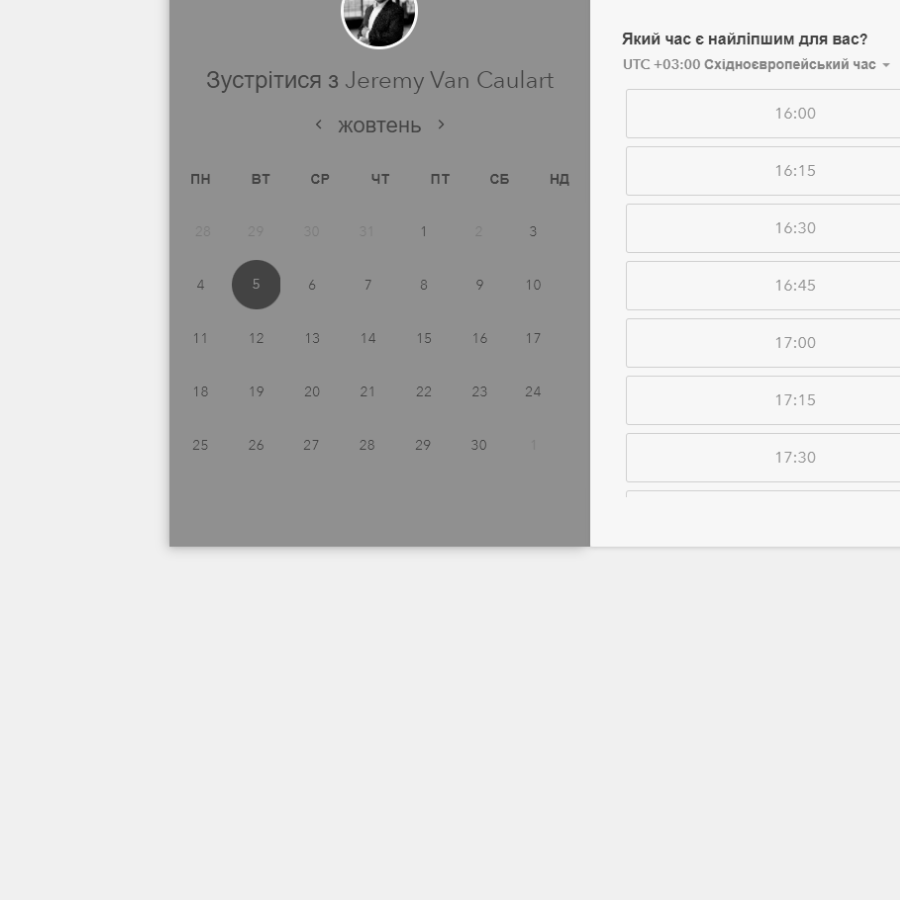 Зустрітися з Jeremy Van Caulart
жовтень
ПН ВТ СР ЧТ ПТ СБ НД
28 29 30 31 1 2 3
4 5 6 7 8 9 10
11 12 13 14 15 16 17
18 19 20 21 22 23 24
25 26 27 28 29 30 1
Який час є найліпшим для вас?
UTC +03:00 Східноєвропейський час
16:00
16:15
16:30
16:45
17:00
17:15
17:30